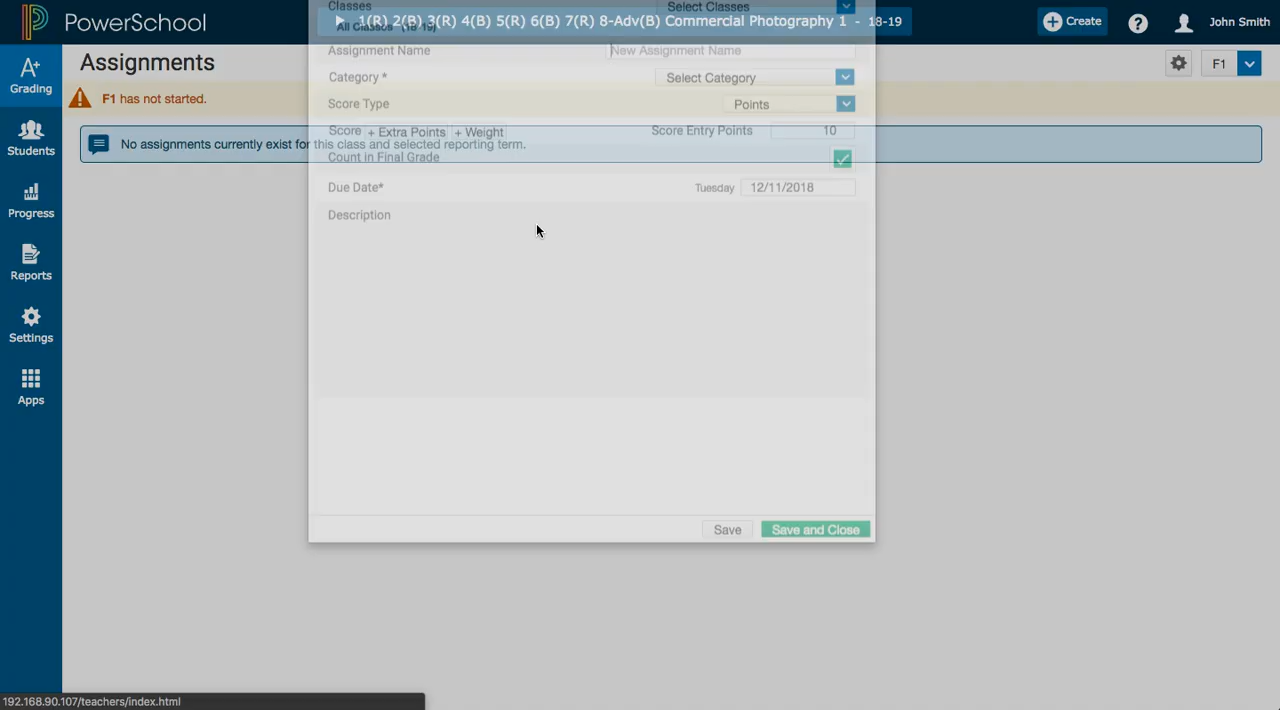 PowerSchool
Classes
Select Classes
1(R) 2(B) 3(R) 4(B) 5(R) 6(B) 7(R) 8-Adv(B) Commercial Photography 1 - 18-19
All Classes (18-19)
Create
John Smith
A+
Grading
Students
Progress
Reports
Settings
Apps
Assignments
F1
F1 has not started.
No assignments currently exist for this class and selected reporting term.
Assignment Name
New Assignment Name
Category *
Select Category
Score Type
Points
Score + Extra Points + Weight
Score Entry Points 10
Count in Final Grade
Due Date*
Tuesday 12/11/2018
Description
Save
Save and Close
192.168.90.107/teachers/index.html